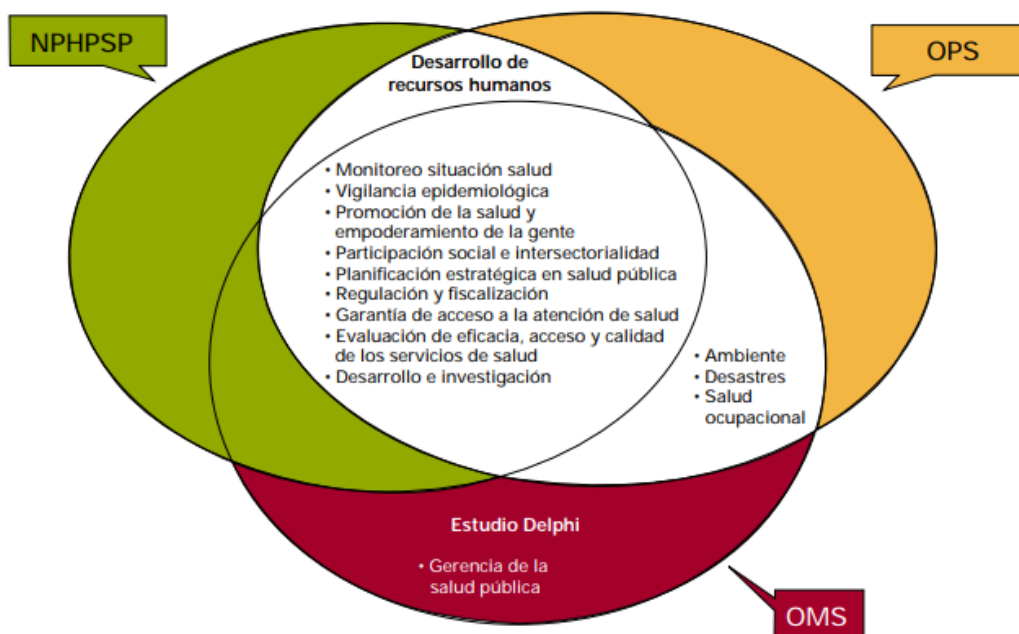 NPHPSP
OPS
Desarrollo de
recursos humanos
• Monitoreo situación salud
• Vigilancia epidemiológica
• Promoción de la salud y
empoderamiento de la gente
• Participación social e intersectorialidad
• Planificación estratégica en salud pública
• Regulación y fiscalización
• Garantía de acceso a la atención de salud
• Evaluación de eficacia, acceso y calidad
de los servicios de salud
• Desarrollo e investigación
• Ambiente
• Desastres
• Salud
ocupacional
Estudio Delphi
• Gerencia de la
salud pública
OMS